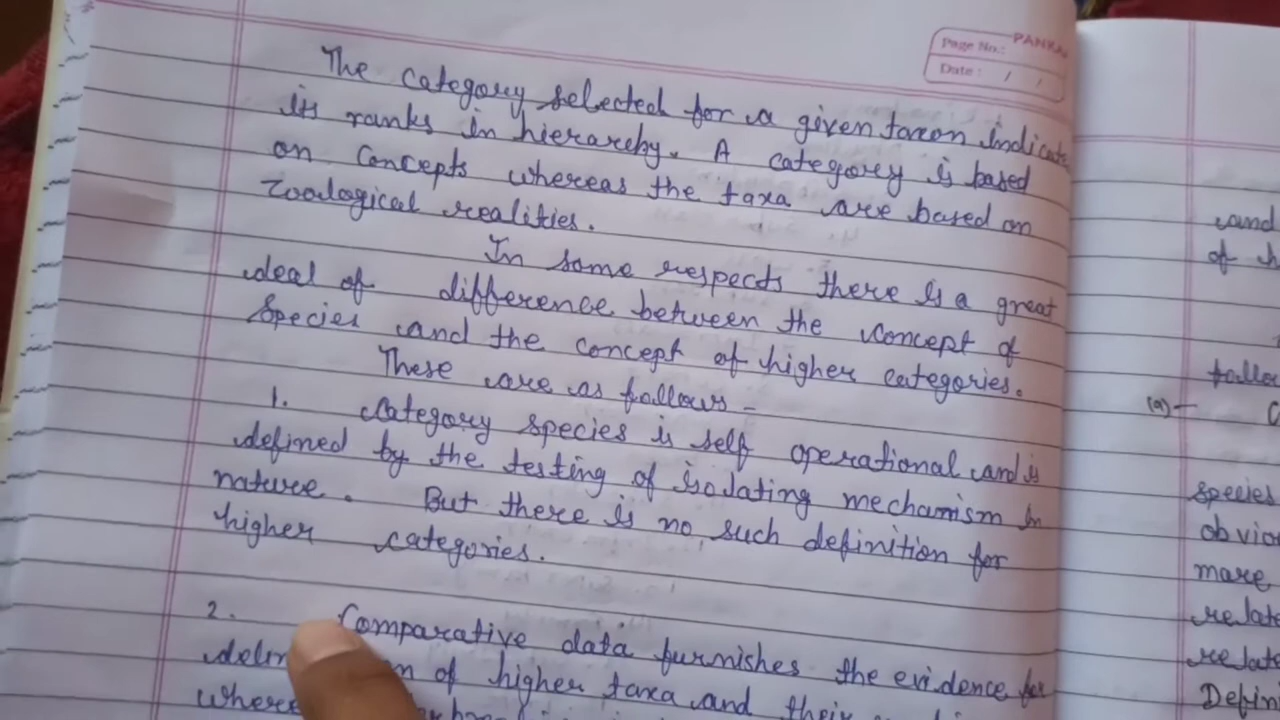 PANKAJ
Page No.:
Date: / /
The category selected for a given taxon indicate
its ranks in hierarchy. A category is based
on concepts whereas the taxa are based on
Zoological realities.
In some respects there is a great
deal of difference between the concept of
Species and the concept of higher categories.
These are as follows -
1. Category species is self operational and is
defined by the testing of isolating mechanism in
nature. But there is no such definition for
higher categories.
2. Comparative data furnishes the evidence for
of higher taxa and their
where
and
of
follow
(a)-
species
obvio
more
relate
relate
Defin